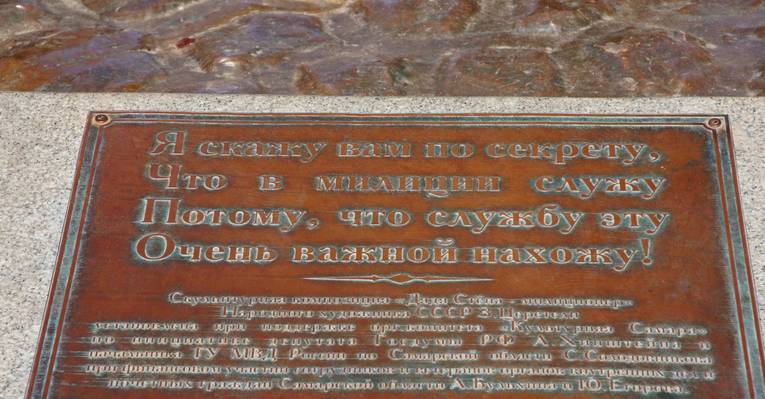 Я скажу вам по секрету,
Что в милиции служу
Потому, что службу эту
Очень важной нахожу!
Скульптурная композиция «Дядя Стёпа - милиционер»
Народного художника СССР З. Церетели
установлена при поддержке оргкомитета «Культурная Самара»
по инициативе депутата Госдумы РФ А. Хинштейна и
начальника ГУ МВД России по Самарской области С. Солодовникова
при финансовом участии сотрудников и ветеранов органов внутренних дел и
почетных граждан Самарской области А. и Ю. Егорова.